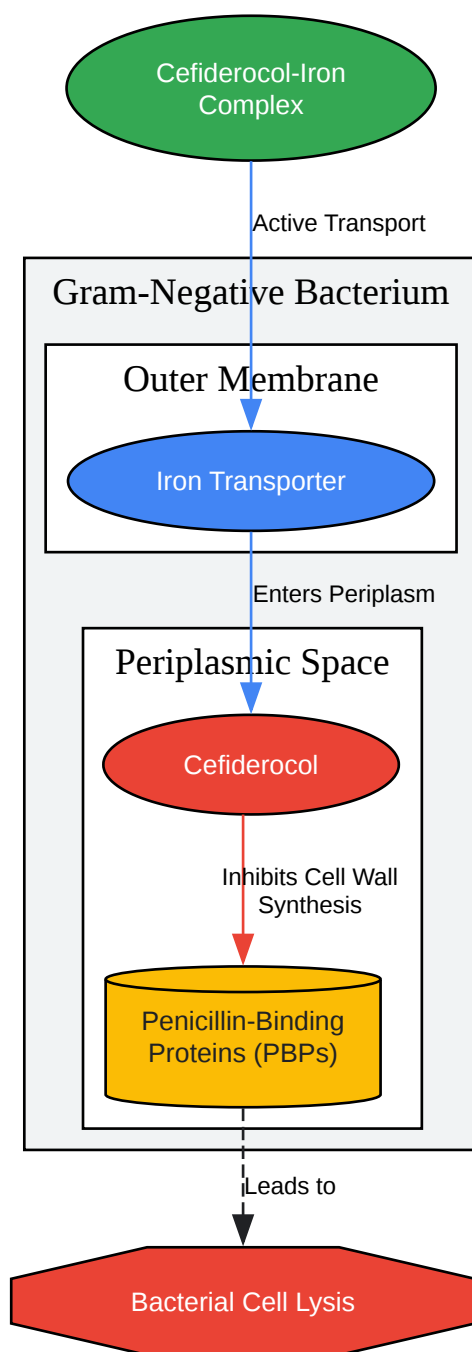 Cefiderocol-Iron
Complex
Active Transport
Gram-Negative Bacterium
Outer Membrane
Iron Transporter
Enters Periplasm
Periplasmic Space
Cefiderocol
Inhibits Cell Wall
Synthesis
Penicillin-Binding
Proteins (PBPs)
Leads to
Bacterial Cell Lysis